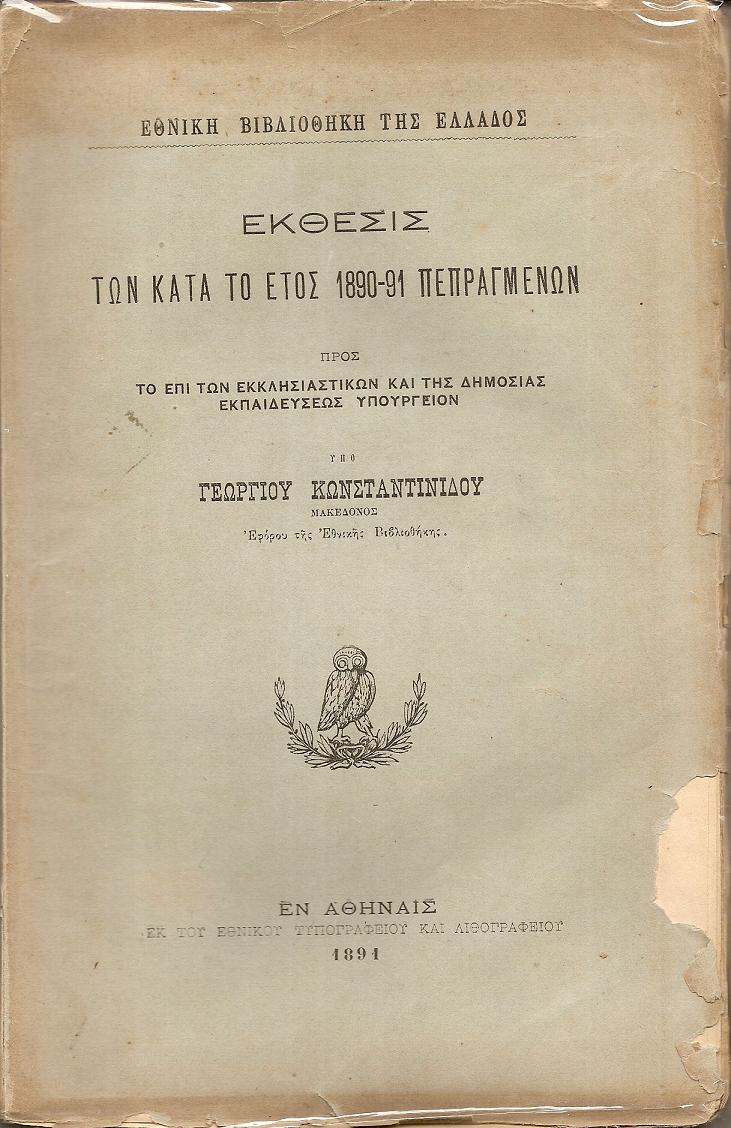 ΕΘΝΙΚΗ ΒΙΒΛΙΟΘΗΚΗ ΤΗΣ ΕΛΛΑΔΟΣ
ΕΚΘΕΣΙΣ
ΤΩΝ ΚΑΤΑ ΤΟ ΕΤΟΣ 1890-91 ΠΕΠΡΑΓΜΕΝΩΝ
ΠΡΟΣ
ΤΟ ΕΠΙ ΤΩΝ ΕΚΚΛΗΣΙΑΣΤΙΚΩΝ ΚΑΙ ΤΗΣ ΔΗΜΟΣΙΑΣ
ΕΚΠΑΙΔΕΥΣΕΩΣ ΥΠΟΥΡΓΕΙΟΝ
ΥΠΟ
ΓΕΩΡΓΙΟΥ ΚΩΝΣΤΑΝΤΙΝΙΔΟΥ
ΜΑΚΕΔΟΝΟΣ
Ἐφόρου τῆς Ἐθνικῆς Βιβλιοθήκης.
ΕΝ ΑΘΗΝΑΙΣ
ΕΚ ΤΟΥ ΕΘΝΙΚΟΥ ΤΥΠΟΓΡΑΦΕΙΟΥ ΚΑΙ ΛΙΘΟΓΡΑΦΕΙΟΥ
1891